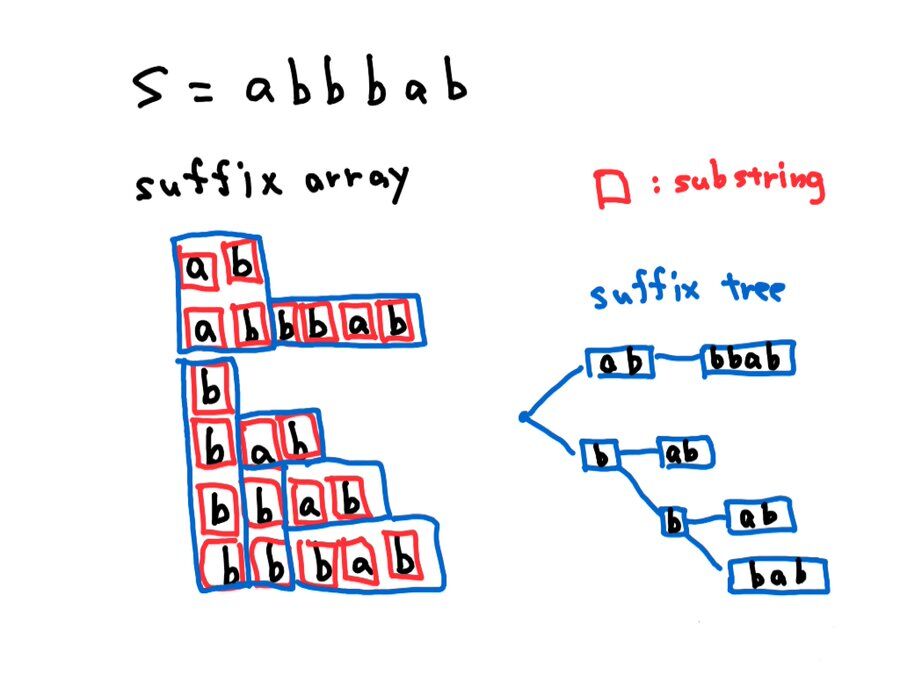 S = abbbab
suffix array
□ : substring
ab
abbbab
b
bab
bbab
bbbab
suffix tree
ab bbab
b ab
b ab
bab